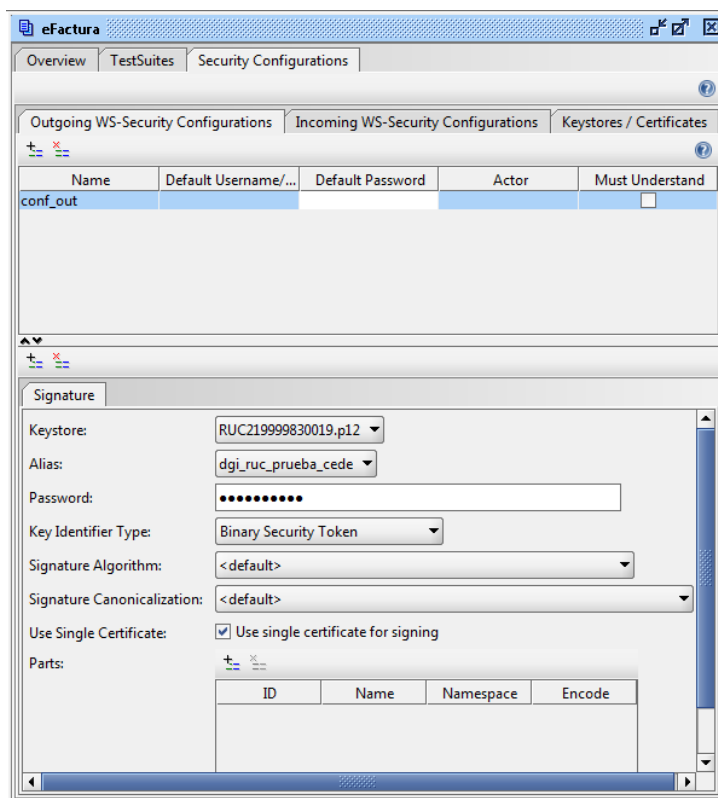 eFactura
Overview TestSuites Security Configurations
Outgoing WS-Security Configurations Incoming WS-Security Configurations Keystores / Certificates
Name Default Username/... Default Password Actor Must Understand
conf_out
Signature
Keystore: RUC219999830019.p12
Alias: dgi_ruc_prueba_cede
Password: ••••••••••
Key Identifier Type: Binary Security Token
Signature Algorithm: <default>
Signature Canonicalization: <default>
Use Single Certificate: Use single certificate for signing
Parts:
ID Name Namespace Encode